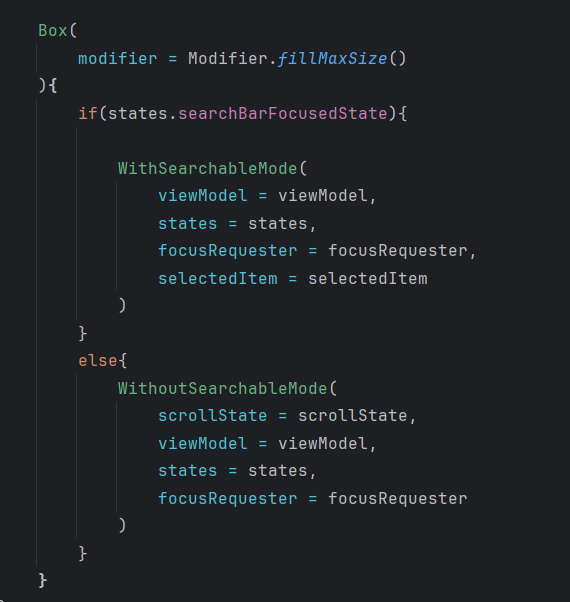 Box(
    modifier = Modifier.fillMaxSize()
){
    if(states.searchBarFocusedState){
        WithSearchableMode(
            viewModel = viewModel,
            states = states,
            focusRequester = focusRequester,
            selectedItem = selectedItem
        )
    }
    else{
        WithoutSearchableMode(
            scrollState = scrollState,
            viewModel = viewModel,
            states = states,
            focusRequester = focusRequester
        )
    }
}